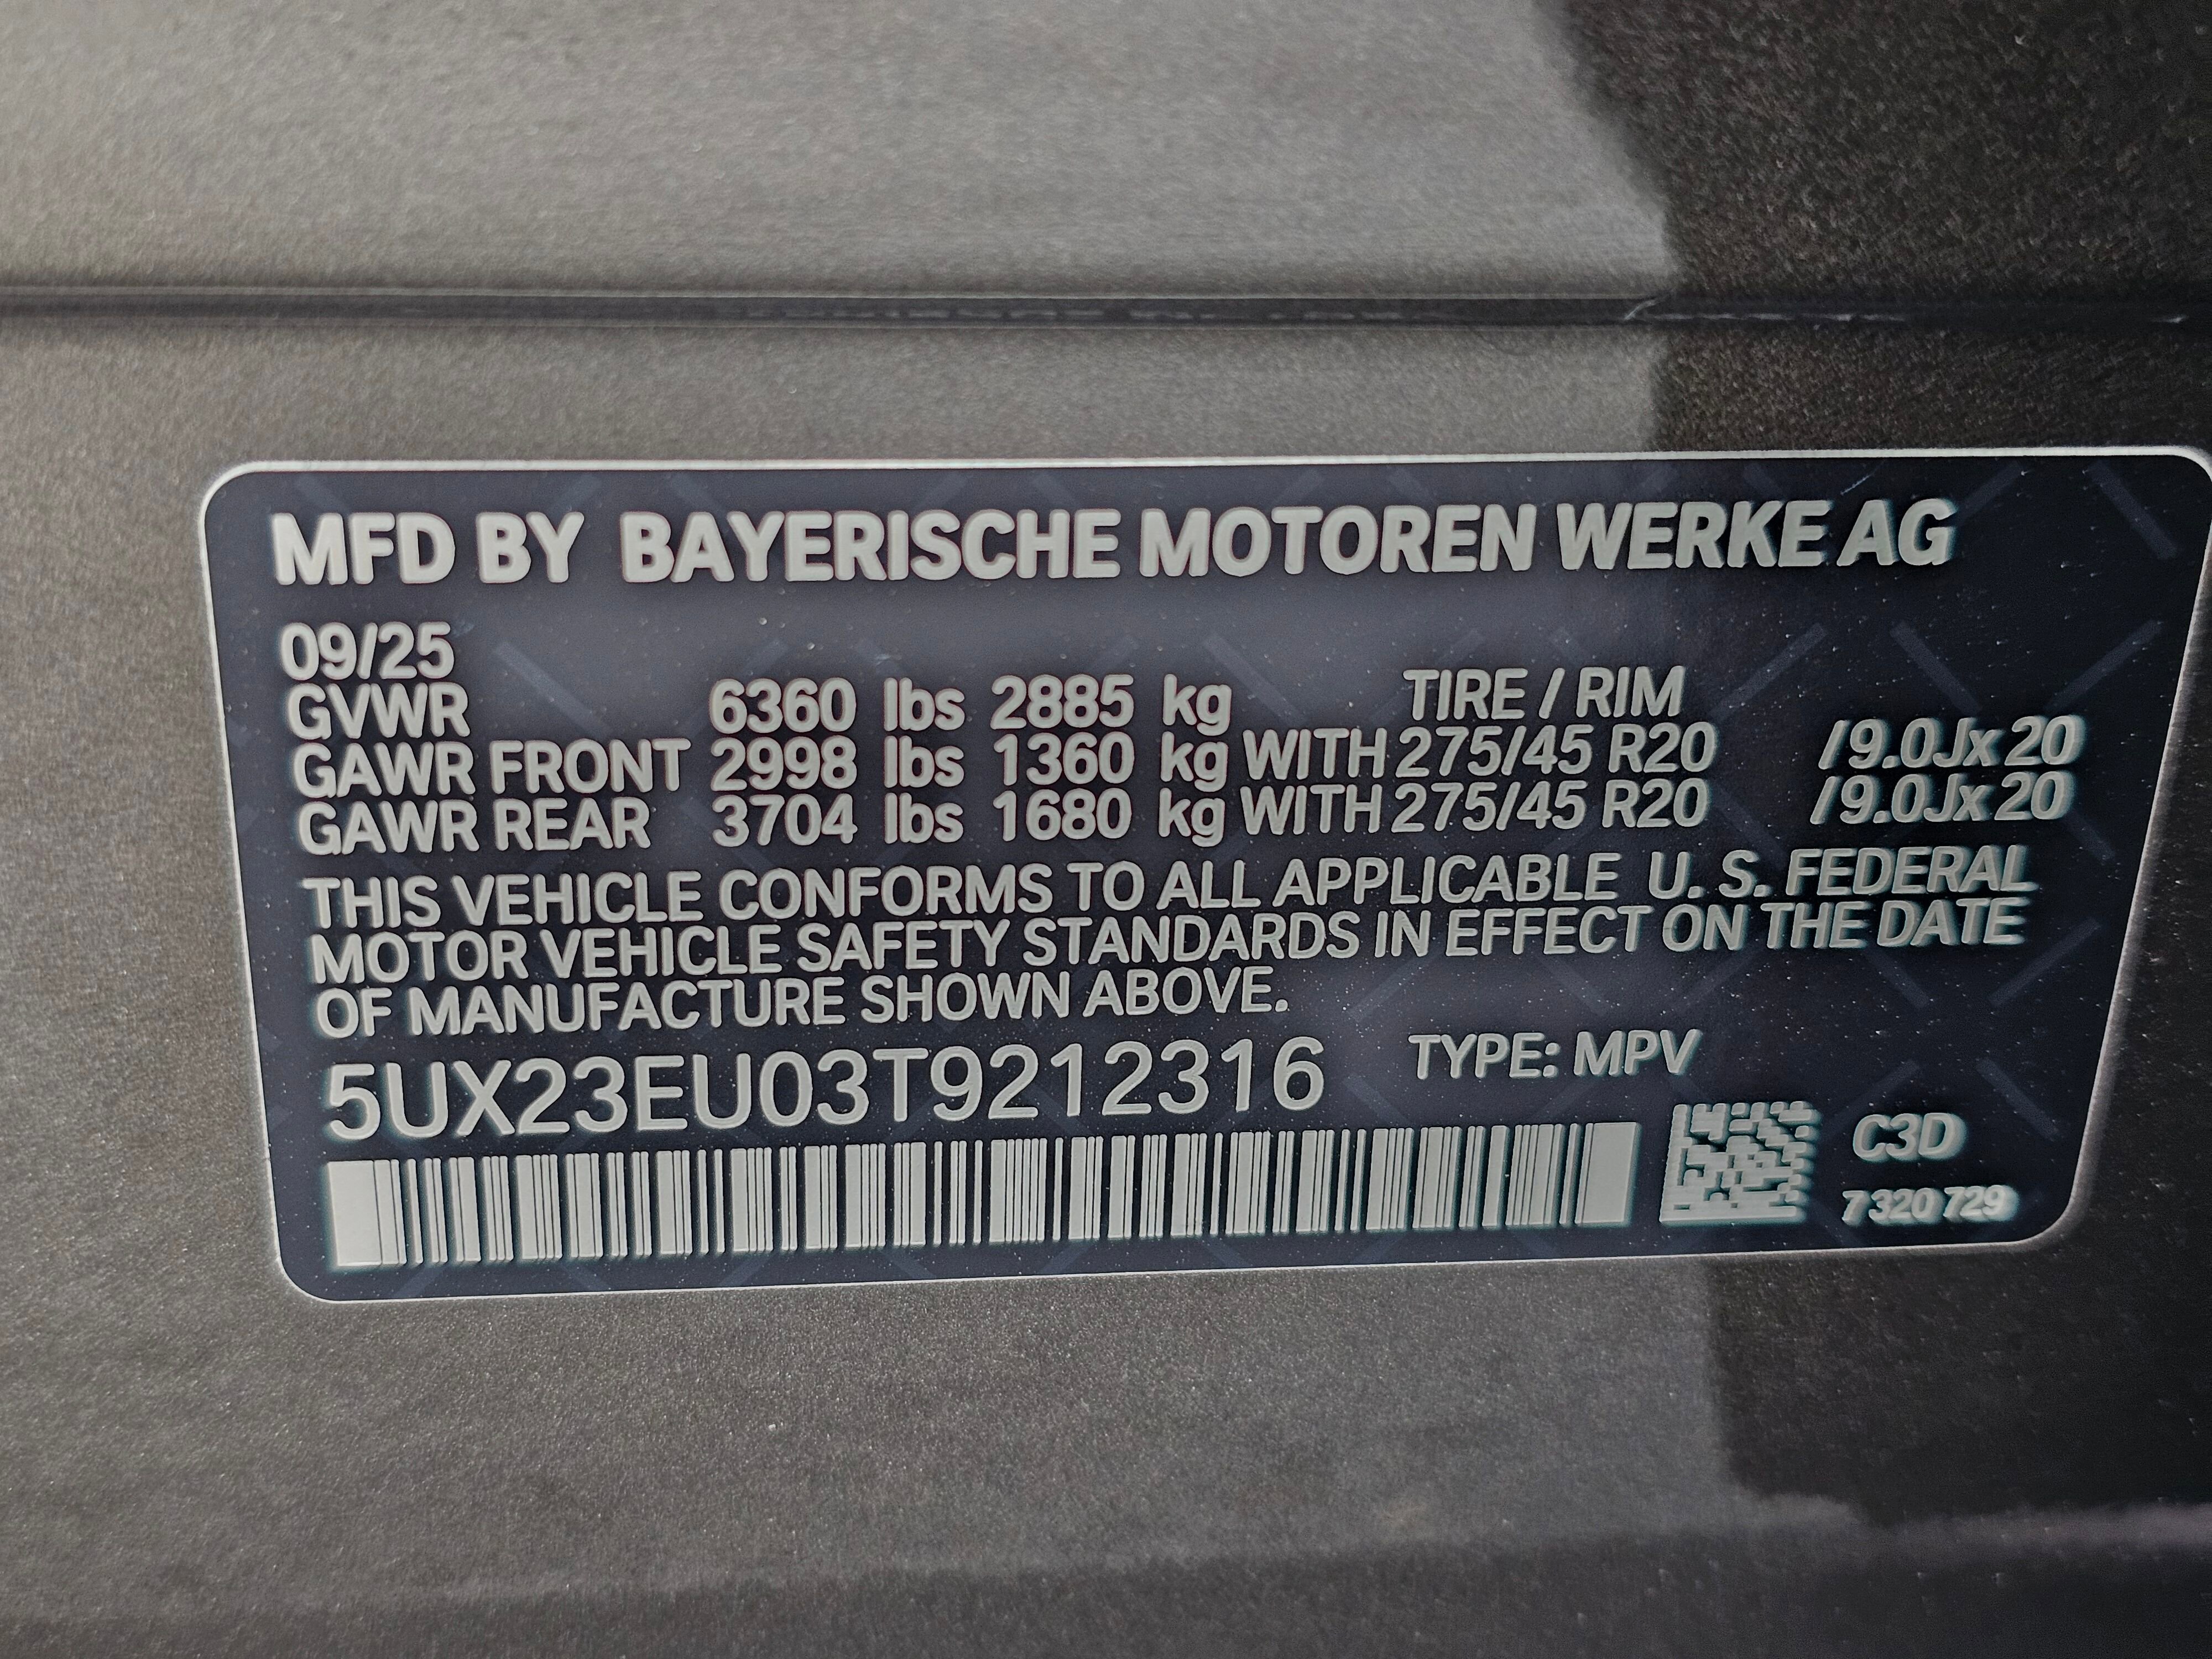 MFD BY BAYERISCHE MOTOREN WERKE AG
09/25
GVWR 6360 lbs 2885 kg TIRE / RIM
GAWR FRONT 2998 lbs 1360 kg WITH 275/45 R20 /9.0Jx20
GAWR REAR 3704 lbs 1680 kg WITH 275/45 R20 /9.0Jx20
THIS VEHICLE CONFORMS TO ALL APPLICABLE U. S. FEDERAL
MOTOR VEHICLE SAFETY STANDARDS IN EFFECT ON THE DATE
OF MANUFACTURE SHOWN ABOVE.
5UX23EU03T9212316 TYPE: MPV
C3D
7 320 729